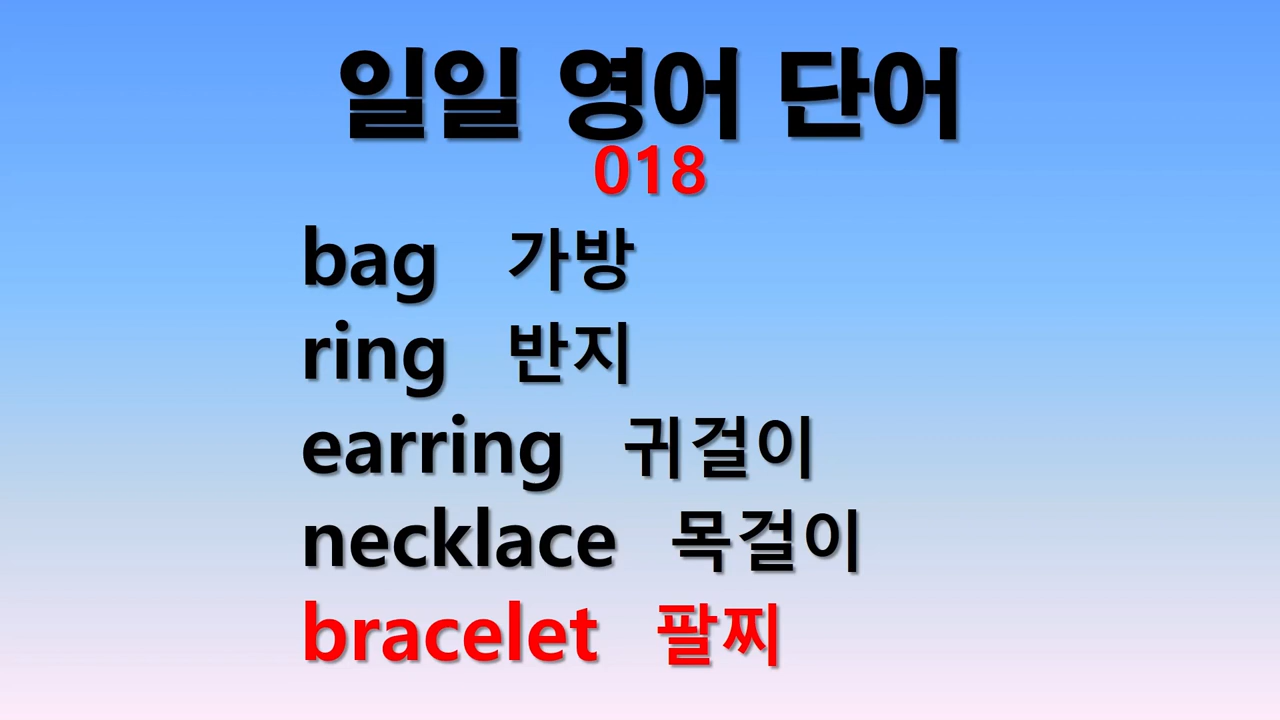 일일 영어 단어
018
bag 가방
ring 반지
earring 귀걸이
necklace 목걸이
bracelet 팔찌